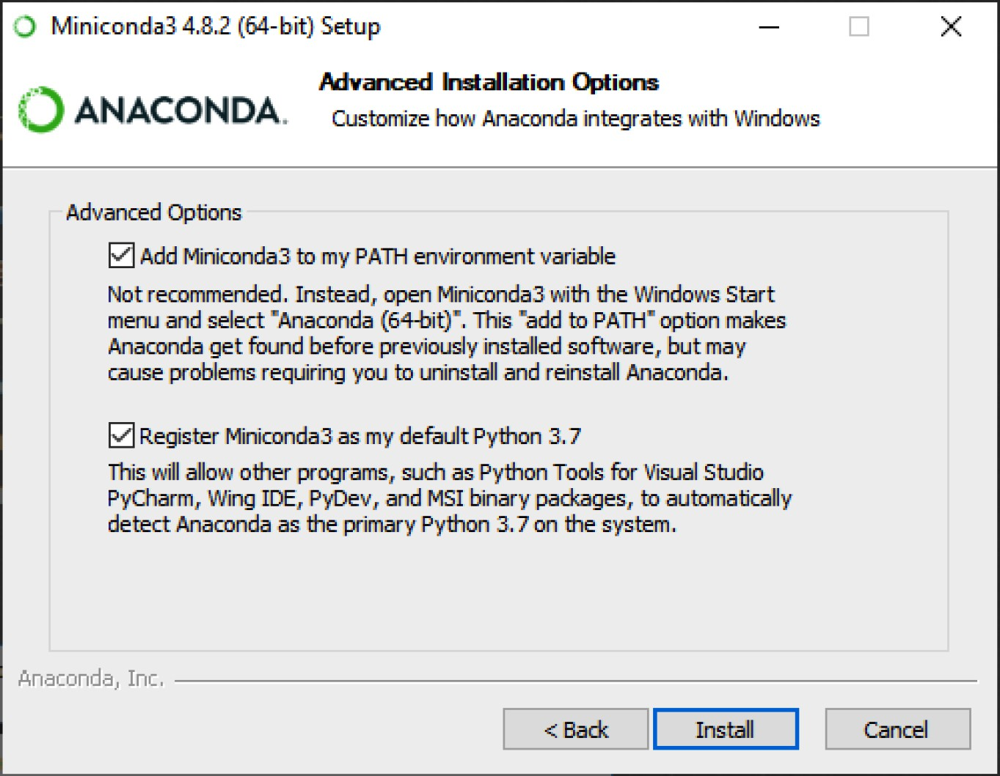 Miniconda3 4.8.2 (64-bit) Setup
ANACONDA.
Advanced Installation Options
Customize how Anaconda integrates with Windows
Advanced Options
Add Miniconda3 to my PATH environment variable
Not recommended. Instead, open Miniconda3 with the Windows Start
menu and select "Anaconda (64-bit)". This "add to PATH" option makes
Anaconda get found before previously installed software, but may
cause problems requiring you to uninstall and reinstall Anaconda.
Register Miniconda3 as my default Python 3.7
This will allow other programs, such as Python Tools for Visual Studio
PyCharm, Wing IDE, PyDev, and MSI binary packages, to automatically
detect Anaconda as the primary Python 3.7 on the system.
Anaconda, Inc.
< Back
Install
Cancel